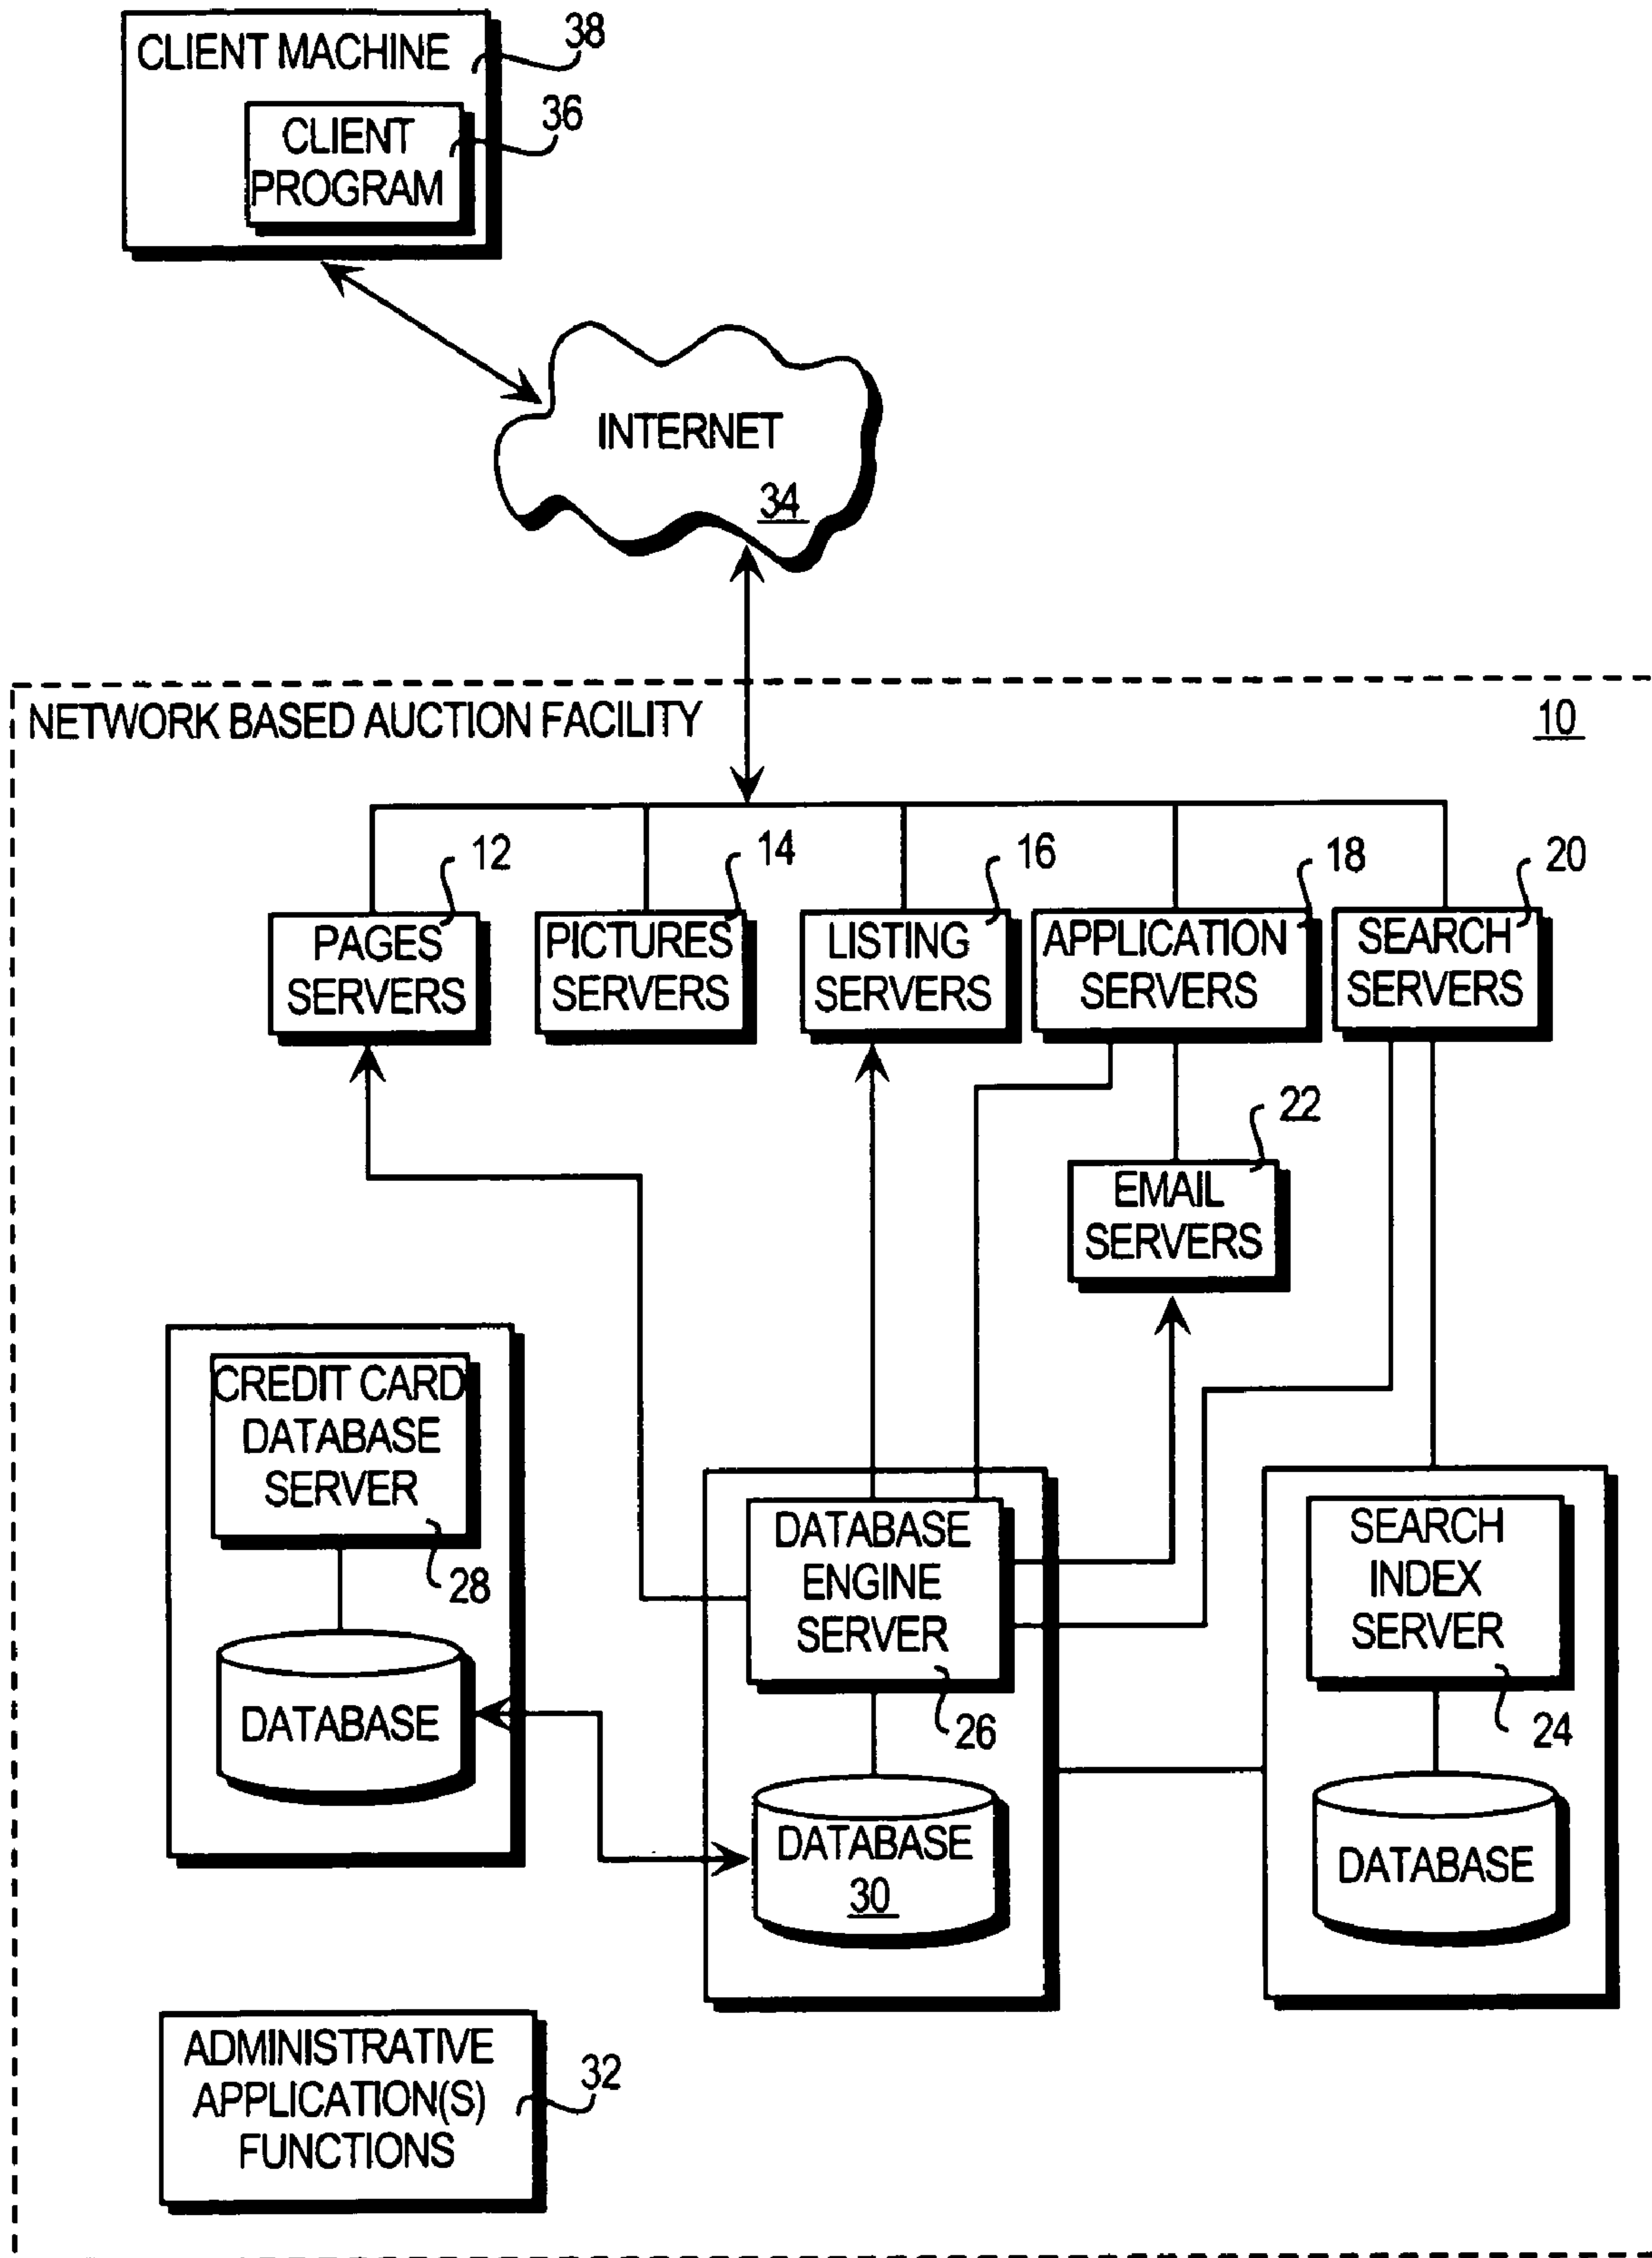 CLIENT MACHINE
38
CLIENT
PROGRAM
36
INTERNET
34
NETWORK BASED AUCTION FACILITY
10
12
14
16
18
20
PAGES
SERVERS
PICTURES
SERVERS
LISTING
SERVERS
APPLICATION
SERVERS
SEARCH
SERVERS
22
EMAIL
SERVERS
CREDIT CARD
DATABASE
SERVER
28
DATABASE
DATABASE
ENGINE
SERVER
26
DATABASE
30
SEARCH
INDEX
SERVER
24
DATABASE
ADMINISTRATIVE
APPLICATION(S)
FUNCTIONS
32